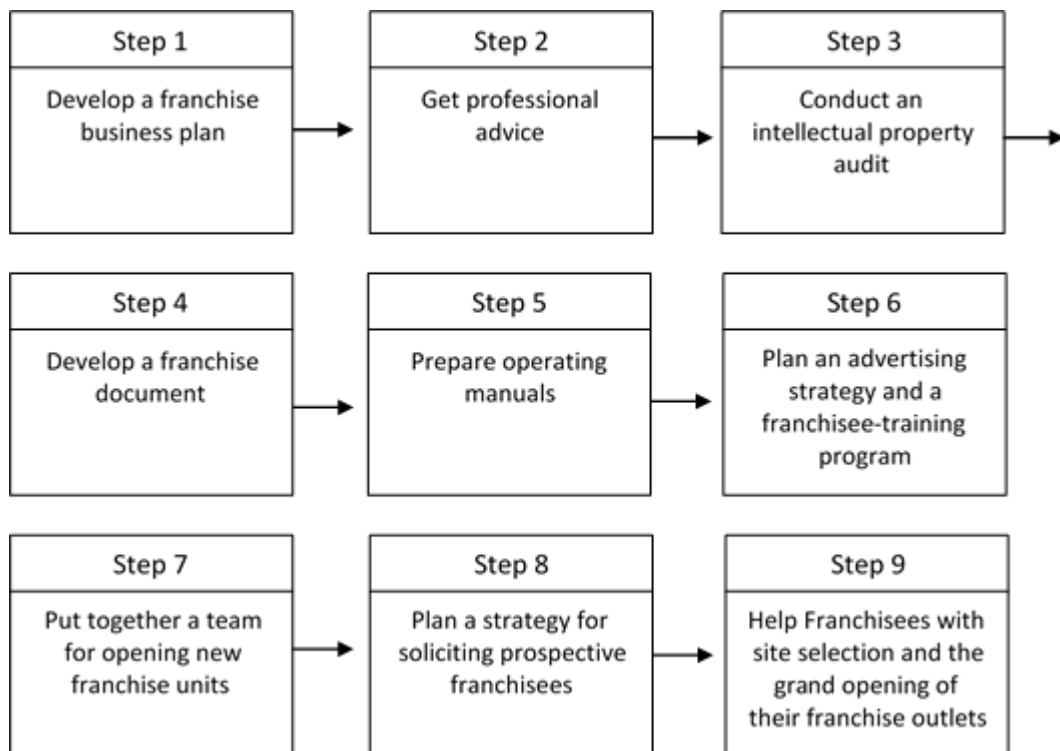 Step 1
Develop a franchise
business plan
Step 2
Get professional
advice
Step 3
Conduct an
intellectual property
audit
Step 4
Develop a franchise
document
Step 5
Prepare operating
manuals
Step 6
Plan an advertising
strategy and a
franchisee-training
program
Step 7
Put together a team
for opening new
franchise units
Step 8
Plan a strategy for
soliciting prospective
franchisees
Step 9
Help Franchisees with
site selection and the
grand opening of
their franchise outlets